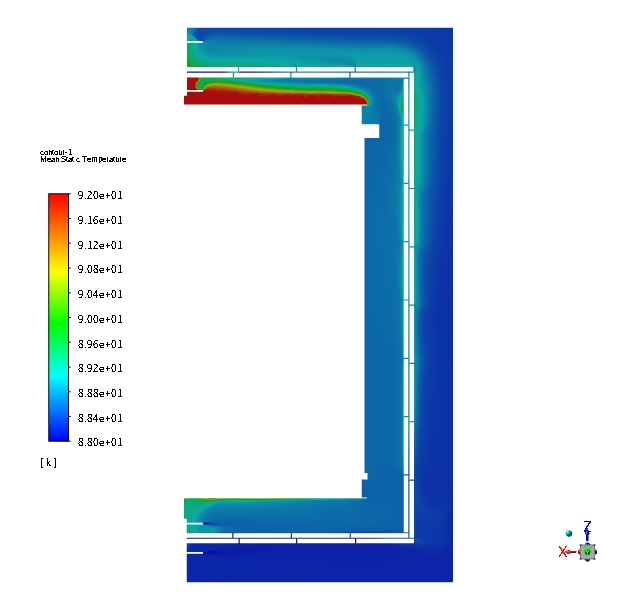 contour-1
Mean Static Temperature
9.20e+01
9.16e+01
9.12e+01
9.08e+01
9.04e+01
9.00e+01
8.96e+01
8.92e+01
8.88e+01
8.84e+01
8.80e+01
[k]
Z
X